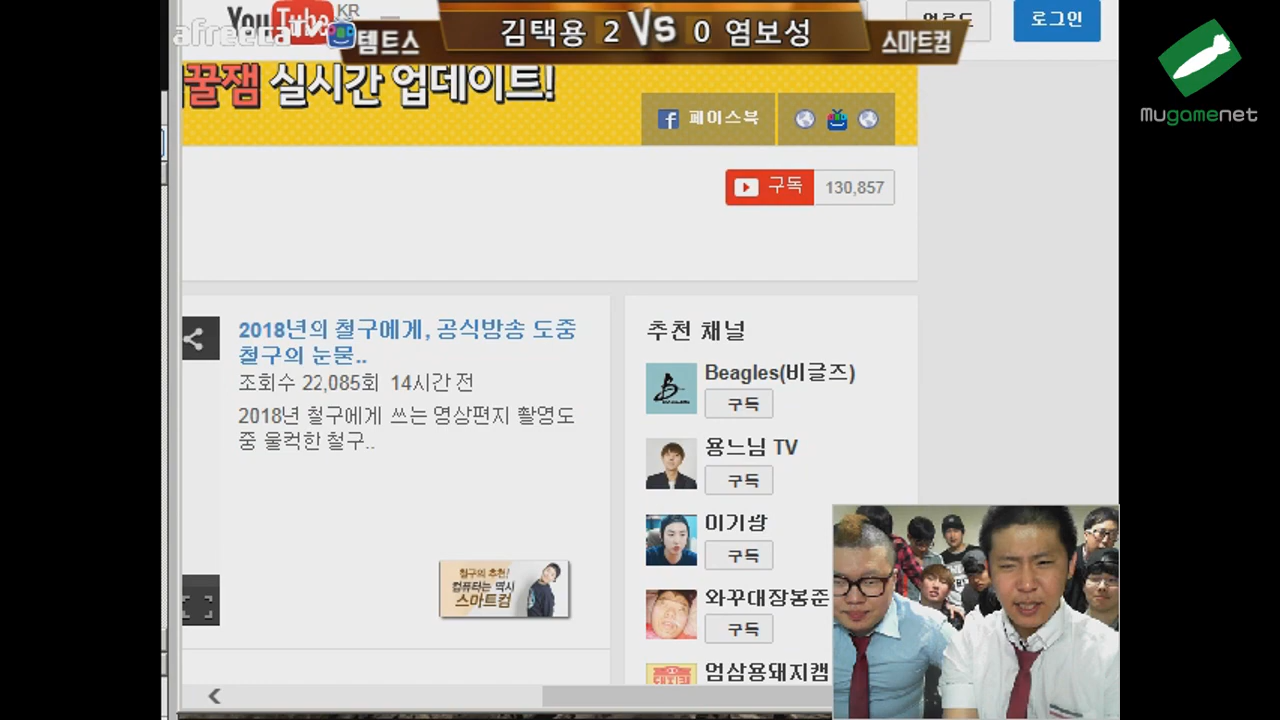 YouTube KR
afreecaTV
템트스
김택용 2 Vs 0 염보성
스마트컴
업로드
로그인
Mugamenet
꿀잼 실시간 업데이트!
페이스북
구독 130,857
2018년의 철구에게, 공식방송 도중
철구의 눈물..
조회수 22,085회 14시간 전
2018년 철구에게 쓰는 영상편지 촬영도
중 울컥한 철구..
철구의 추천!
컴퓨터는 역시
스마트컴
추천 채널
Beagles(비글즈)
구독
용느님 TV
구독
이기광
구독
와꾸대장봉준
구독
엄삼용돼지캠